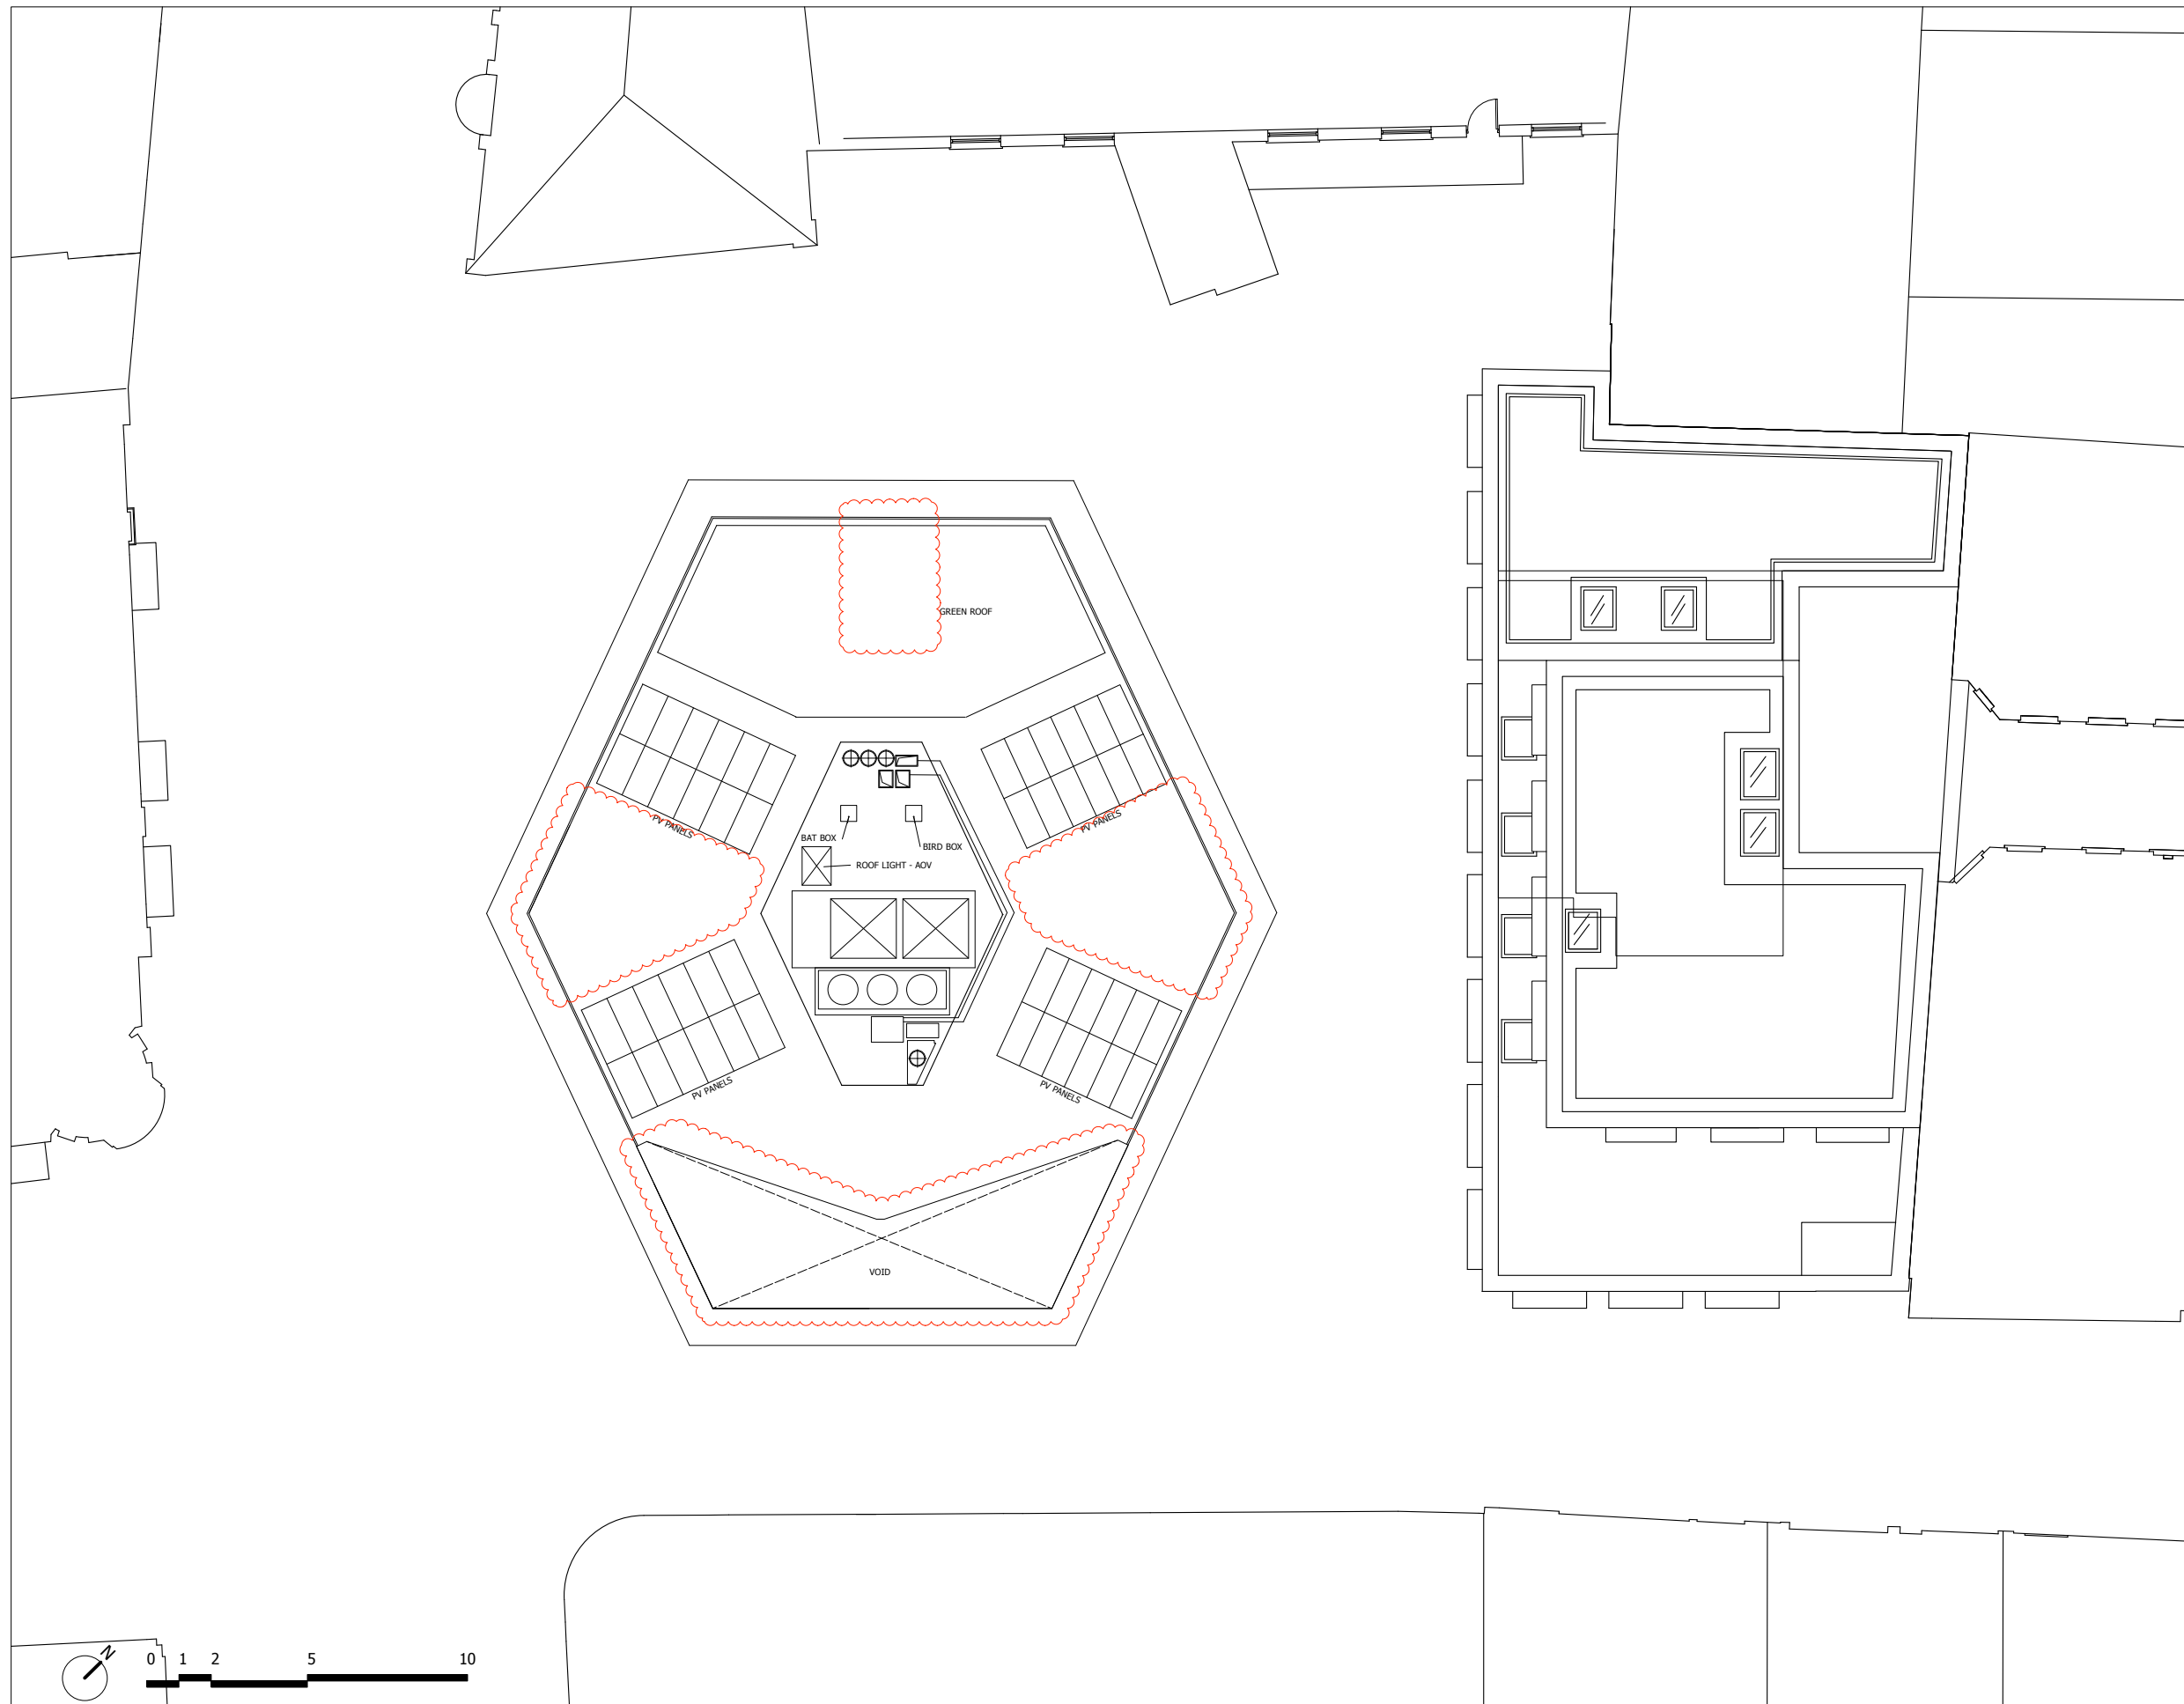 GREEN ROOF
PV PANELS
PV PANELS
BAT BOX
BIRD BOX
ROOF LIGHT - AOV
PV PANELS
PV PANELS
VOID
N
0 1 2 5 10